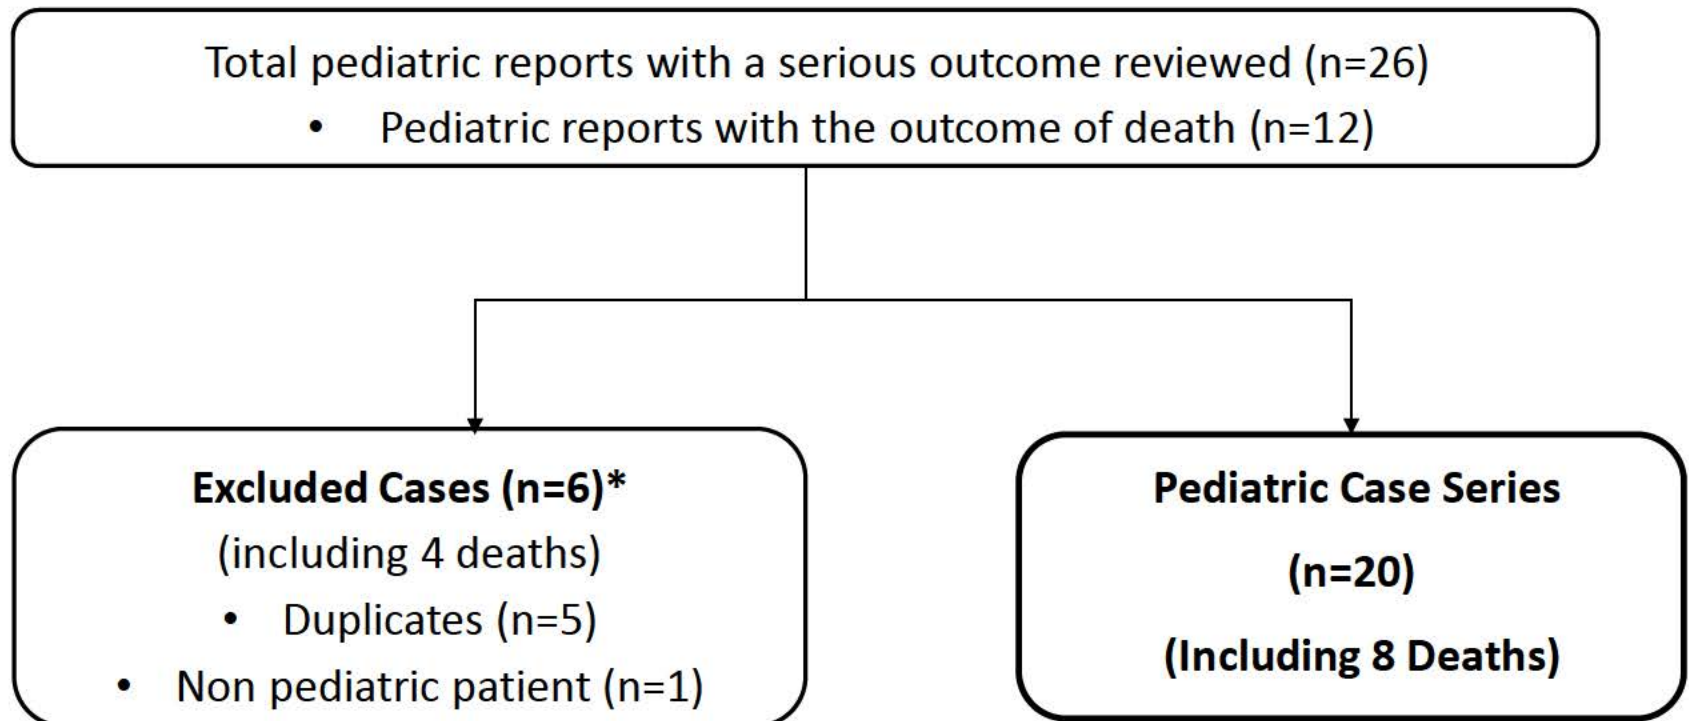 Total pediatric reports with a serious outcome reviewed (n=26)
• Pediatric reports with the outcome of death (n=12)
Excluded Cases (n=6)*
(including 4 deaths)
• Duplicates (n=5)
• Non pediatric patient (n=1)
Pediatric Case Series
(n=20)
(Including 8 Deaths)